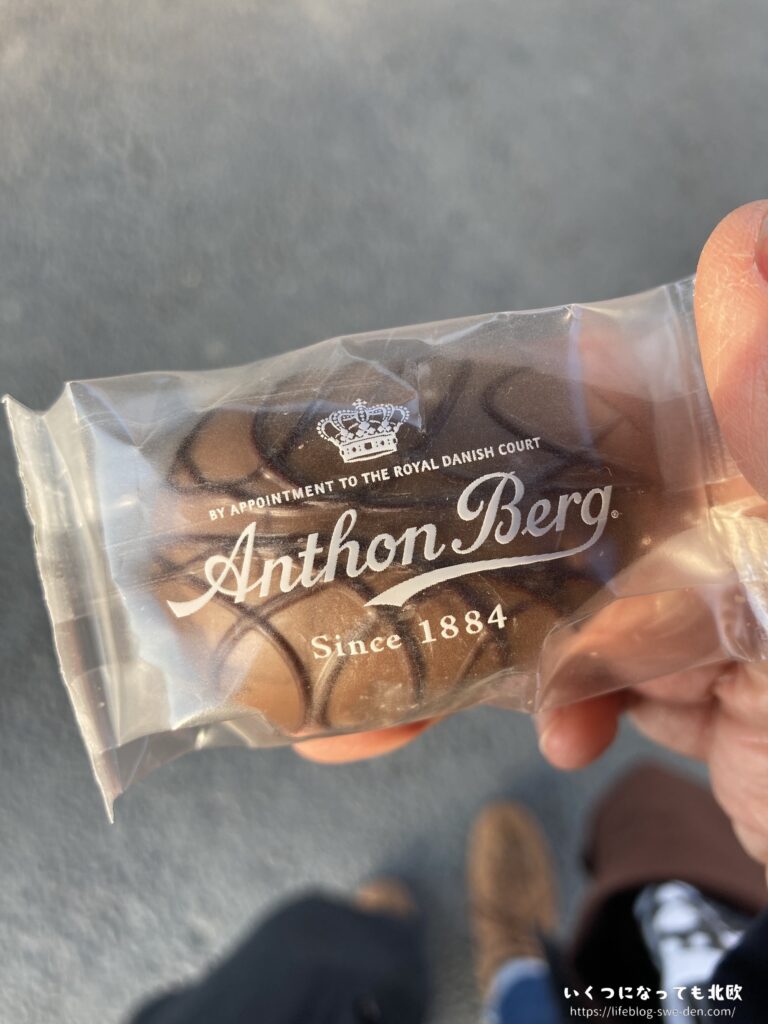 BY APPOINTMENT TO THE ROYAL DANISH COURT
Anthon Berg®
Since 1884
いくつになっても北欧
https://lifeblog-swe-den.com/